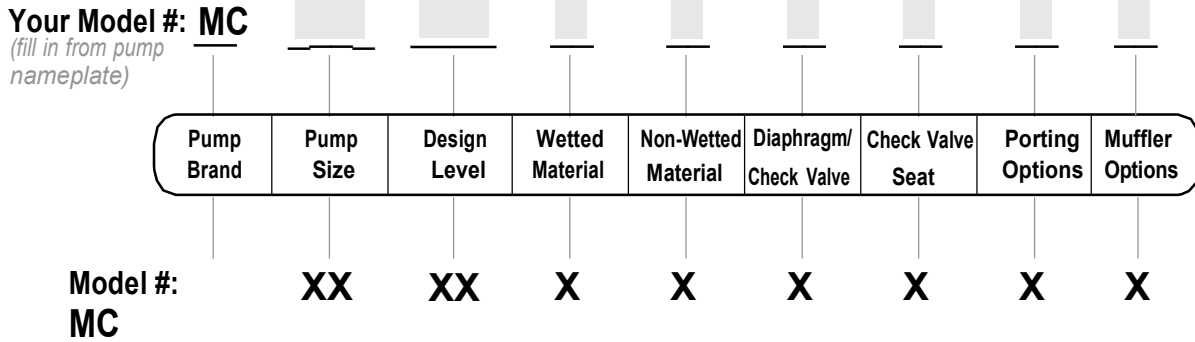 Your Model #: MC
(fill in from pump
nameplate)
Pump Pump Design Wetted Non-Wetted Diaphragm/ Check Valve Porting Muffler
Brand Size Level Material Material Check Valve Seat Options Options
Model #: XX XX X X X X X X
MC